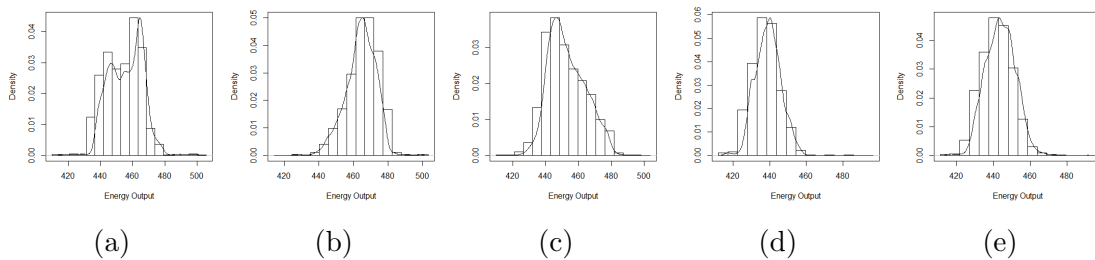 Density
0.00 0.01 0.02 0.03 0.04
420 440 460 480 500
Energy Output
(a)
Density
0.00 0.01 0.02 0.03 0.04 0.05
420 440 460 480 500
Energy Output
(b)
Density
0.00 0.01 0.02 0.03
420 440 460 480 500
Energy Output
(c)
Density
0.00 0.01 0.02 0.03 0.04 0.05 0.06
420 440 460 480
Energy Output
(d)
Density
0.00 0.01 0.02 0.03 0.04
420 440 460 480
Energy Output
(e)